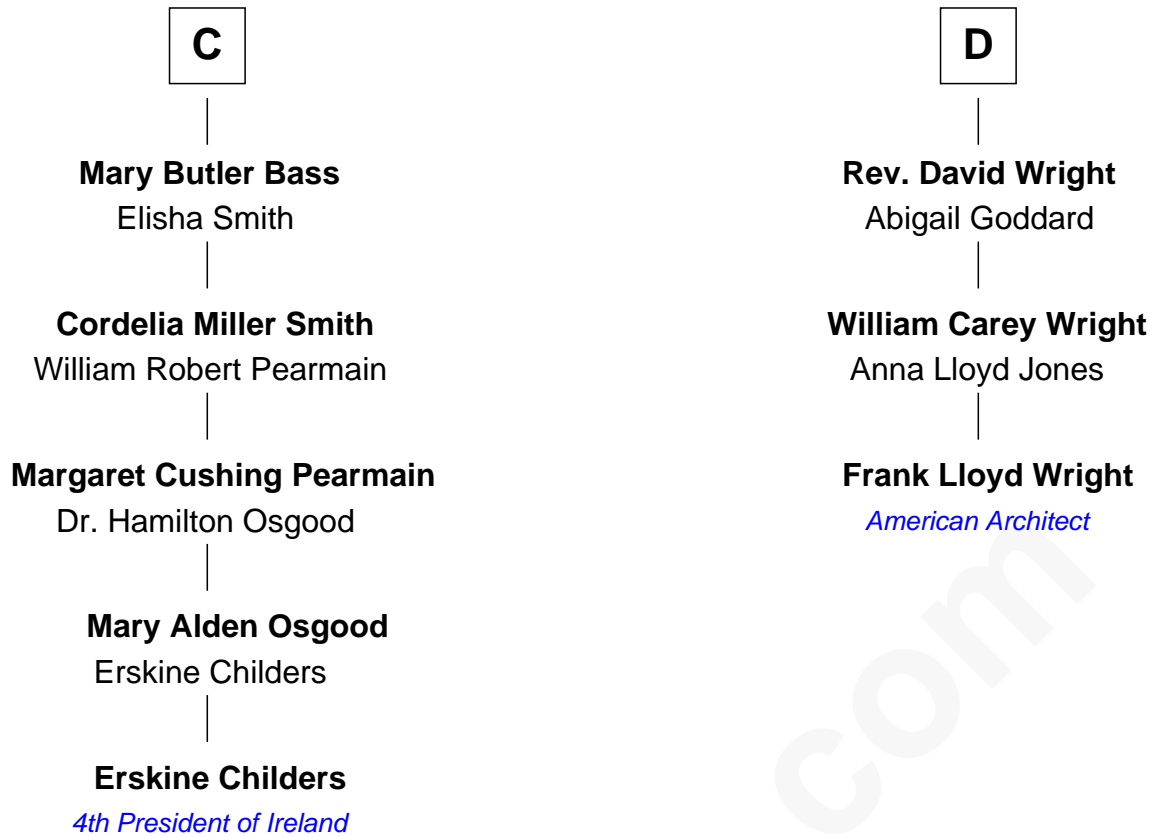 C
Mary Butler Bass
Elisha Smith
Cordelia Miller Smith
William Robert Pearmain
Margaret Cushing Pearmain
Dr. Hamilton Osgood
Mary Alden Osgood
Erskine Childers
Erskine Childers
4th President of Ireland
D
Rev. David Wright
Abigail Goddard
William Carey Wright
Anna Lloyd Jones
Frank Lloyd Wright
American Architect
com